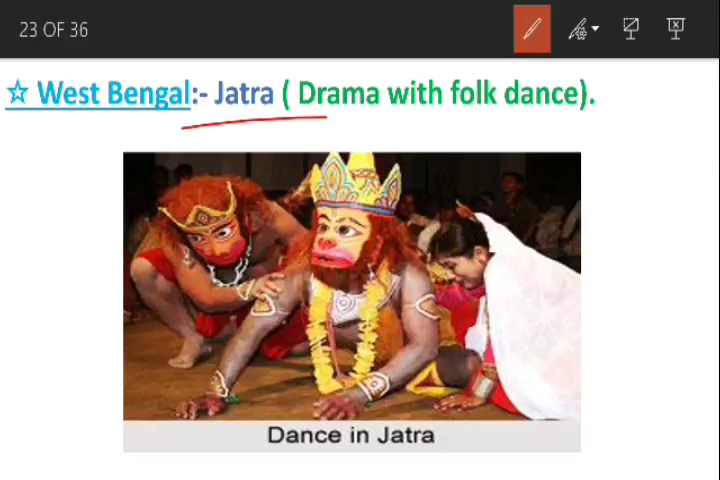 23 OF 36
☆ West Bengal:- Jatra ( Drama with folk dance).
Dance in Jatra